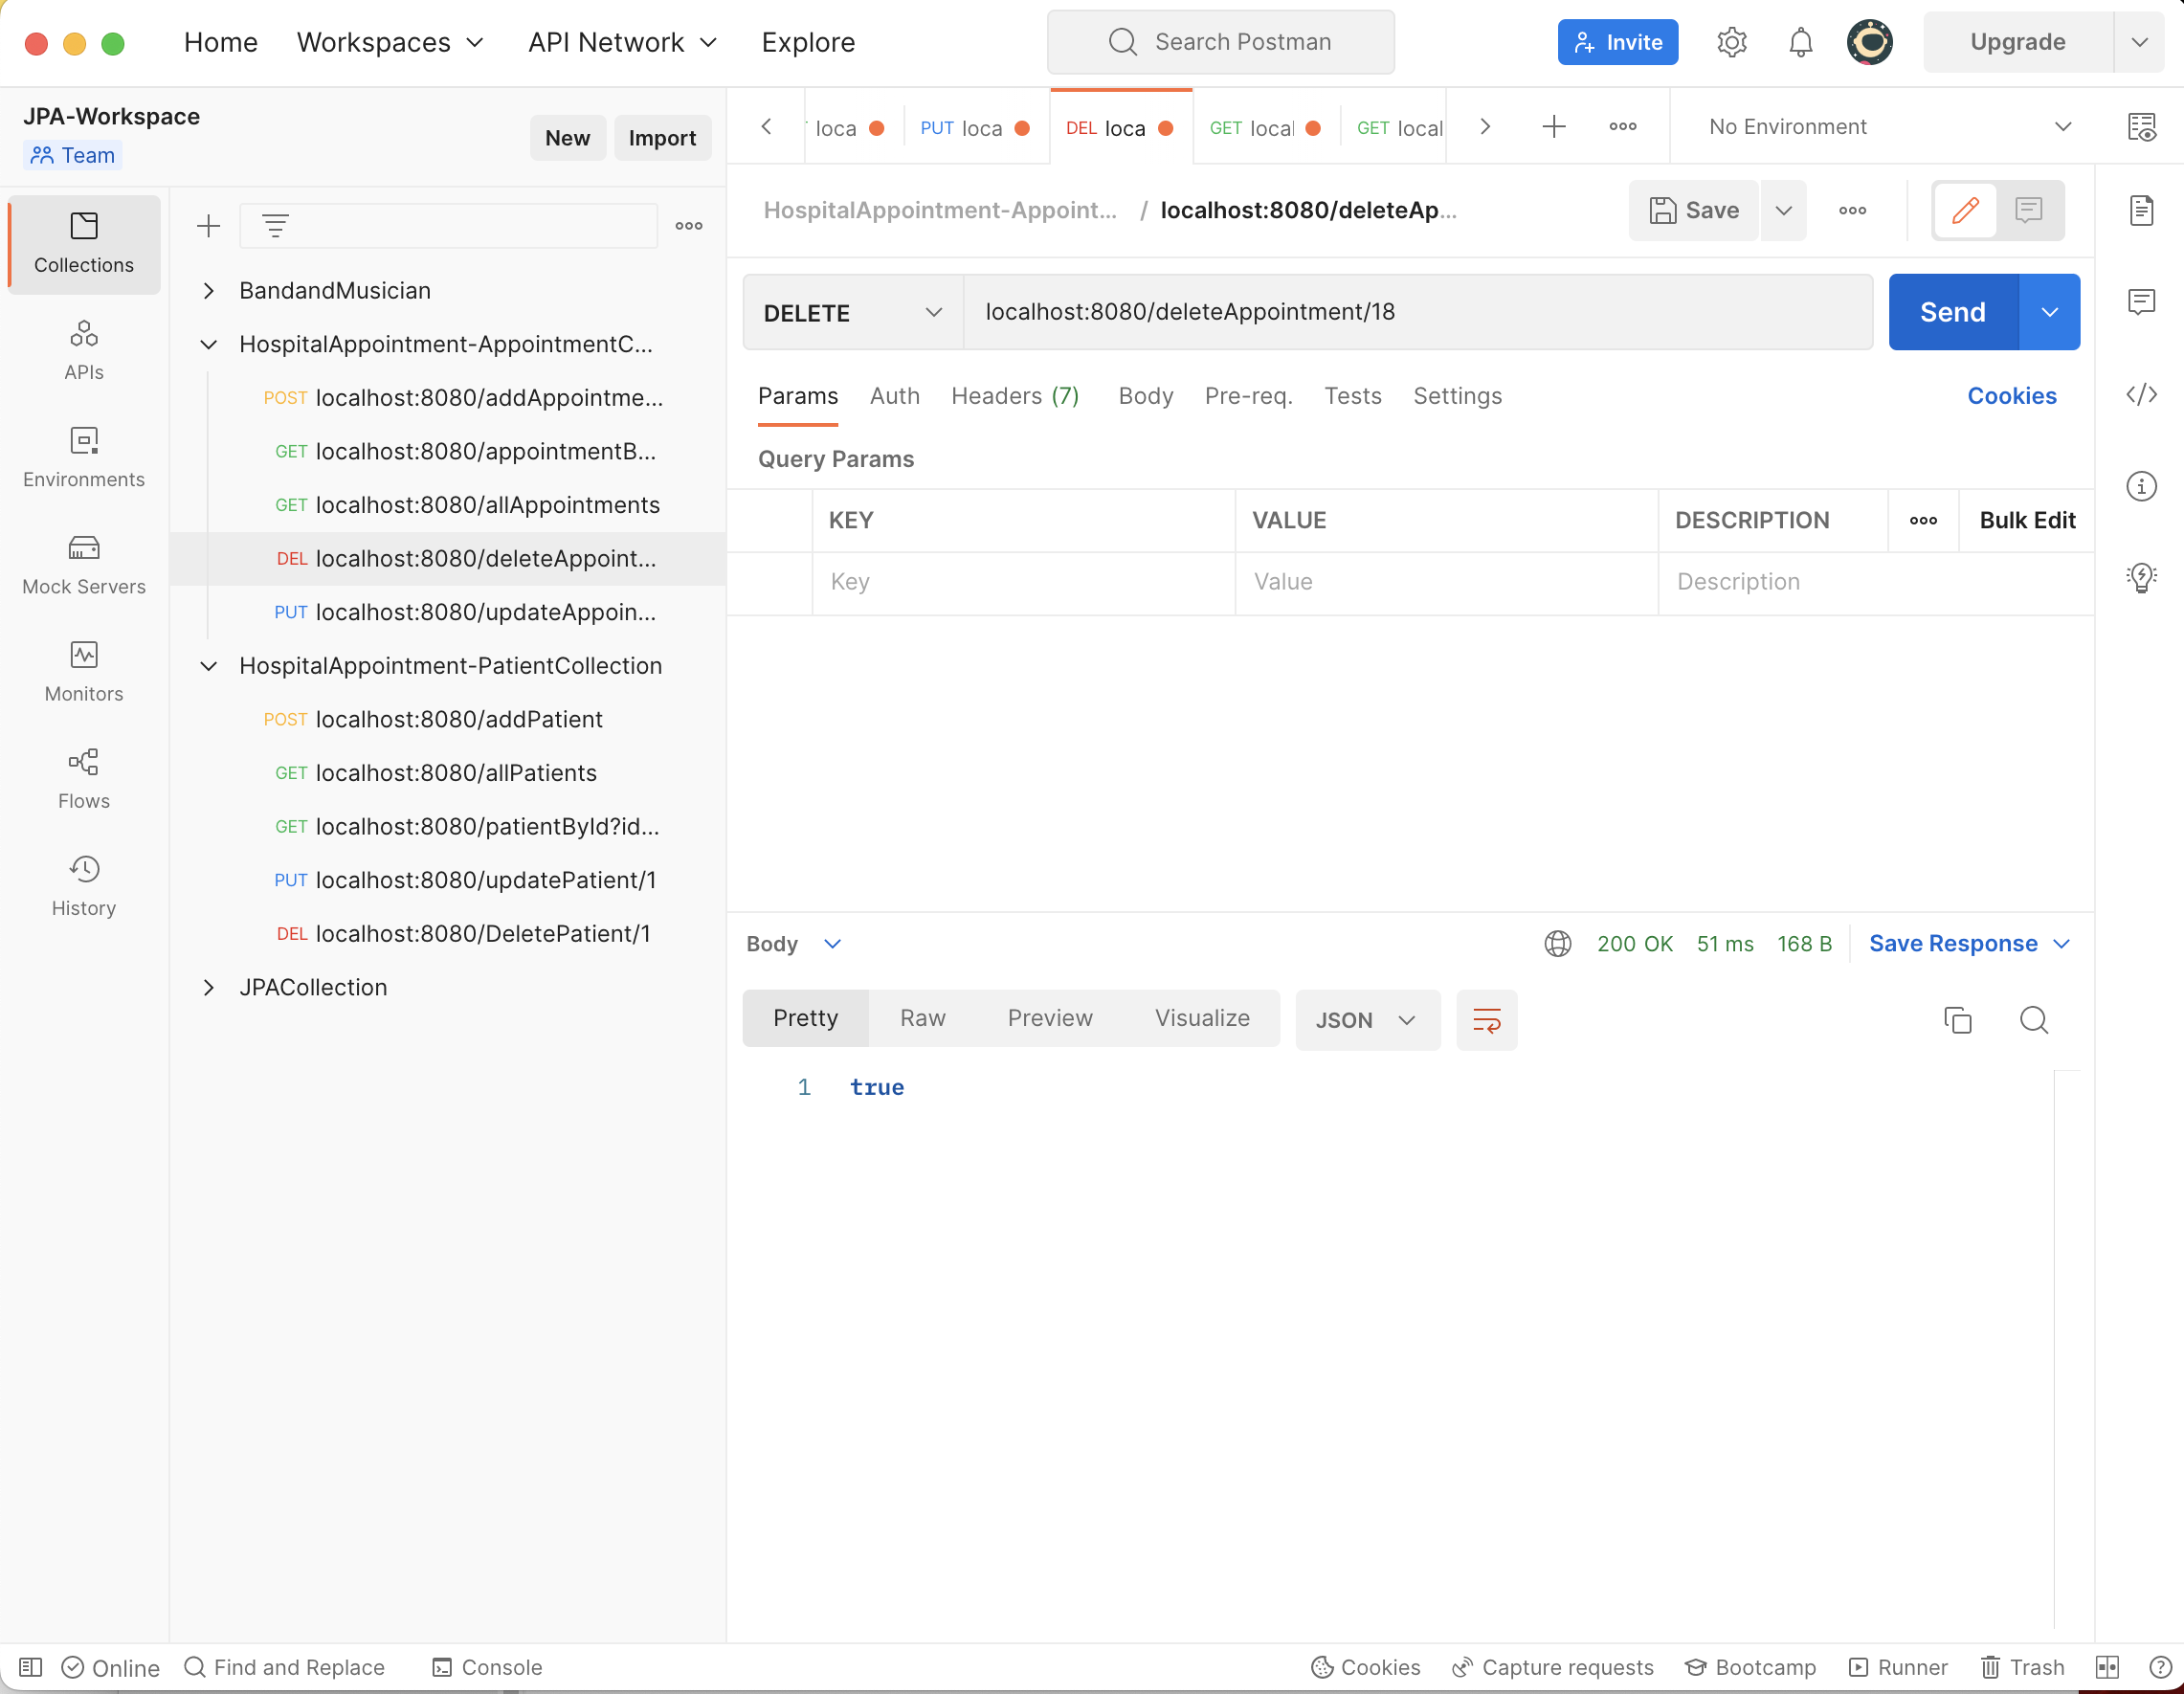 Home Workspaces API Network Explore Search Postman Invite Upgrade
JPA-Workspace
Team
New Import
loca PUT loca DEL loca GET local GET local No Environment
Collections
APIs
Environments
Mock Servers
Monitors
Flows
History
BandandMusician
HospitalAppointment-AppointmentC...
POST localhost:8080/addAppointme...
GET localhost:8080/appointmentB...
GET localhost:8080/allAppointments
DEL localhost:8080/deleteAppoint...
PUT localhost:8080/updateAppoin...
HospitalAppointment-PatientCollection
POST localhost:8080/addPatient
GET localhost:8080/allPatients
GET localhost:8080/patientById?id...
PUT localhost:8080/updatePatient/1
DEL localhost:8080/DeletePatient/1
JPACollection
HospitalAppointment-Appoint... / localhost:8080/deleteAp... Save
DELETE localhost:8080/deleteAppointment/18 Send
Params Auth Headers (7) Body Pre-req. Tests Settings Cookies
Query Params
KEY VALUE DESCRIPTION Bulk Edit
Key Value Description
Body 200 OK 51 ms 168 B Save Response
Pretty Raw Preview Visualize JSON
1 true
Online Find and Replace Console Cookies Capture requests Bootcamp Runner Trash